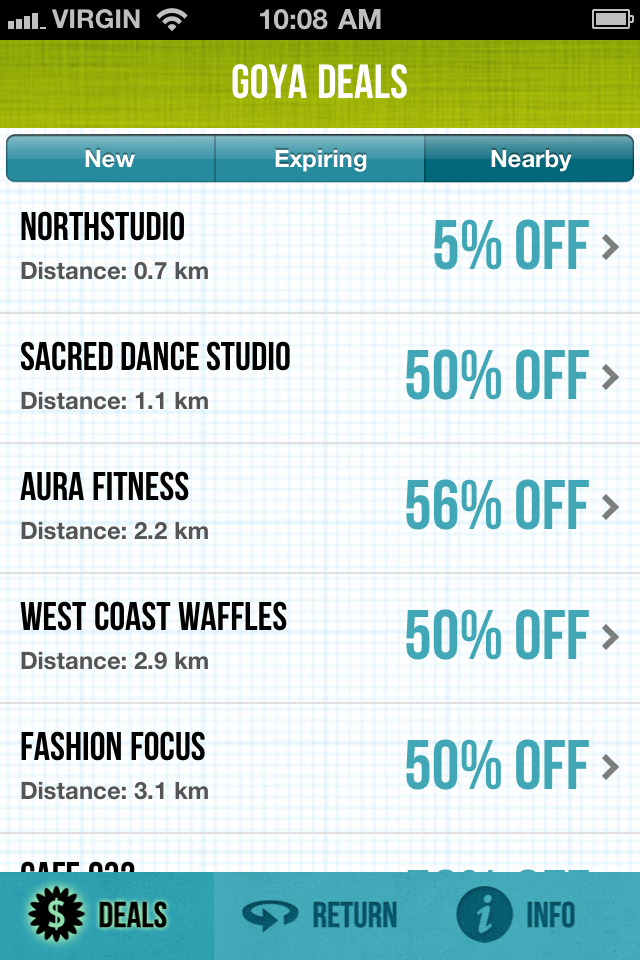 VIRGIN 10:08 AM
GOYA DEALS
New Expiring Nearby
NORTHSTUDIO
5% OFF
Distance: 0.7 km
SACRED DANCE STUDIO
50% OFF
Distance: 1.1 km
AURA FITNESS
56% OFF
Distance: 2.2 km
WEST COAST WAFFLES
50% OFF
Distance: 2.9 km
FASHION FOCUS
50% OFF
Distance: 3.1 km
CAFE
$ DEALS RETURN i INFO